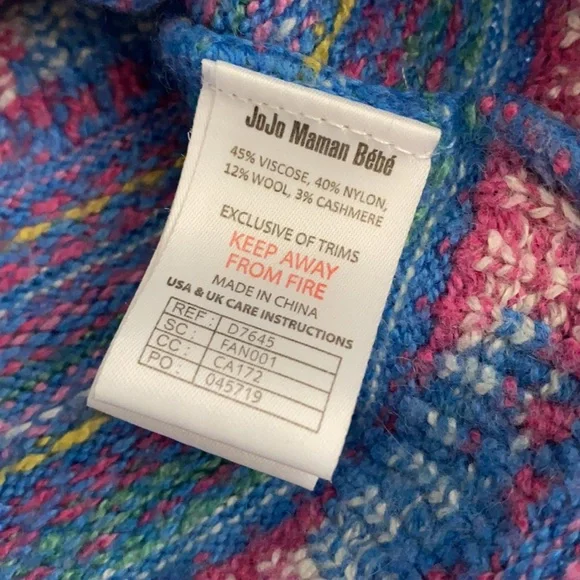 JoJo Maman Bébé
45% VISCOSE, 40% NYLON,
12% WOOL, 3% CASHMERE
EXCLUSIVE OF TRIMS
KEEP AWAY
FROM FIRE
MADE IN CHINA
USA & UK CARE INSTRUCTIONS
REF : D7645
SC : FAN001
CC : CA172
PO : 045719